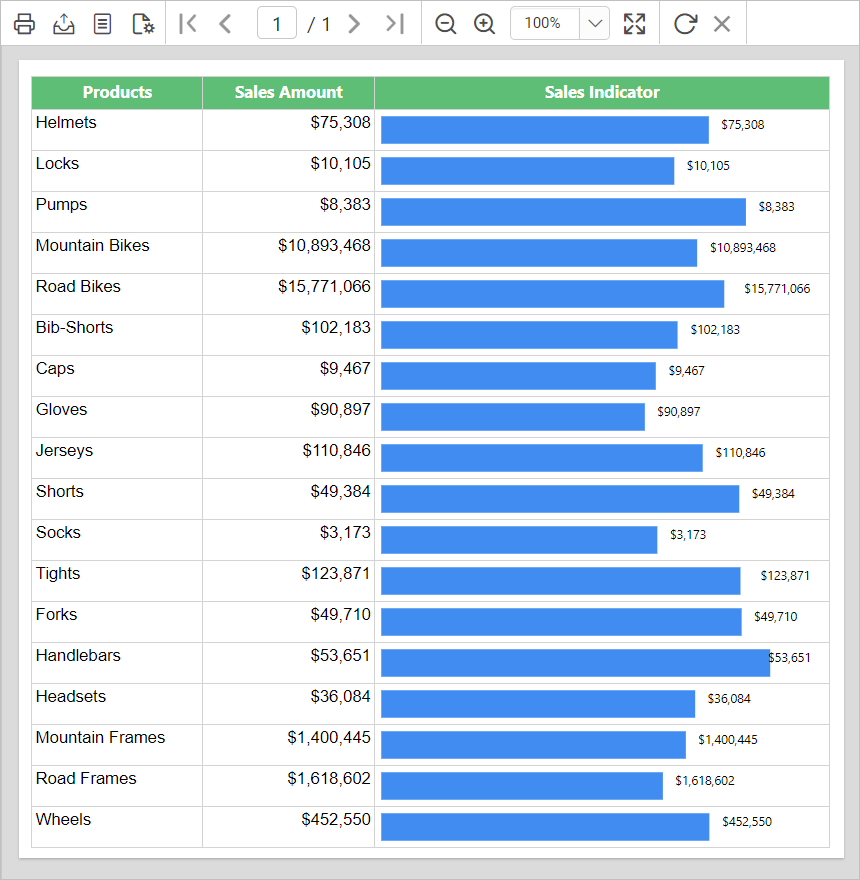 1 / 1 100%
Products Sales Amount Sales Indicator
Helmets $75,308 $75,308
Locks $10,105 $10,105
Pumps $8,383 $8,383
Mountain Bikes $10,893,468 $10,893,468
Road Bikes $15,771,066 $15,771,066
Bib-Shorts $102,183 $102,183
Caps $9,467 $9,467
Gloves $90,897 $90,897
Jerseys $110,846 $110,846
Shorts $49,384 $49,384
Socks $3,173 $3,173
Tights $123,871 $123,871
Forks $49,710 $49,710
Handlebars $53,651 $53,651
Headsets $36,084 $36,084
Mountain Frames $1,400,445 $1,400,445
Road Frames $1,618,602 $1,618,602
Wheels $452,550 $452,550